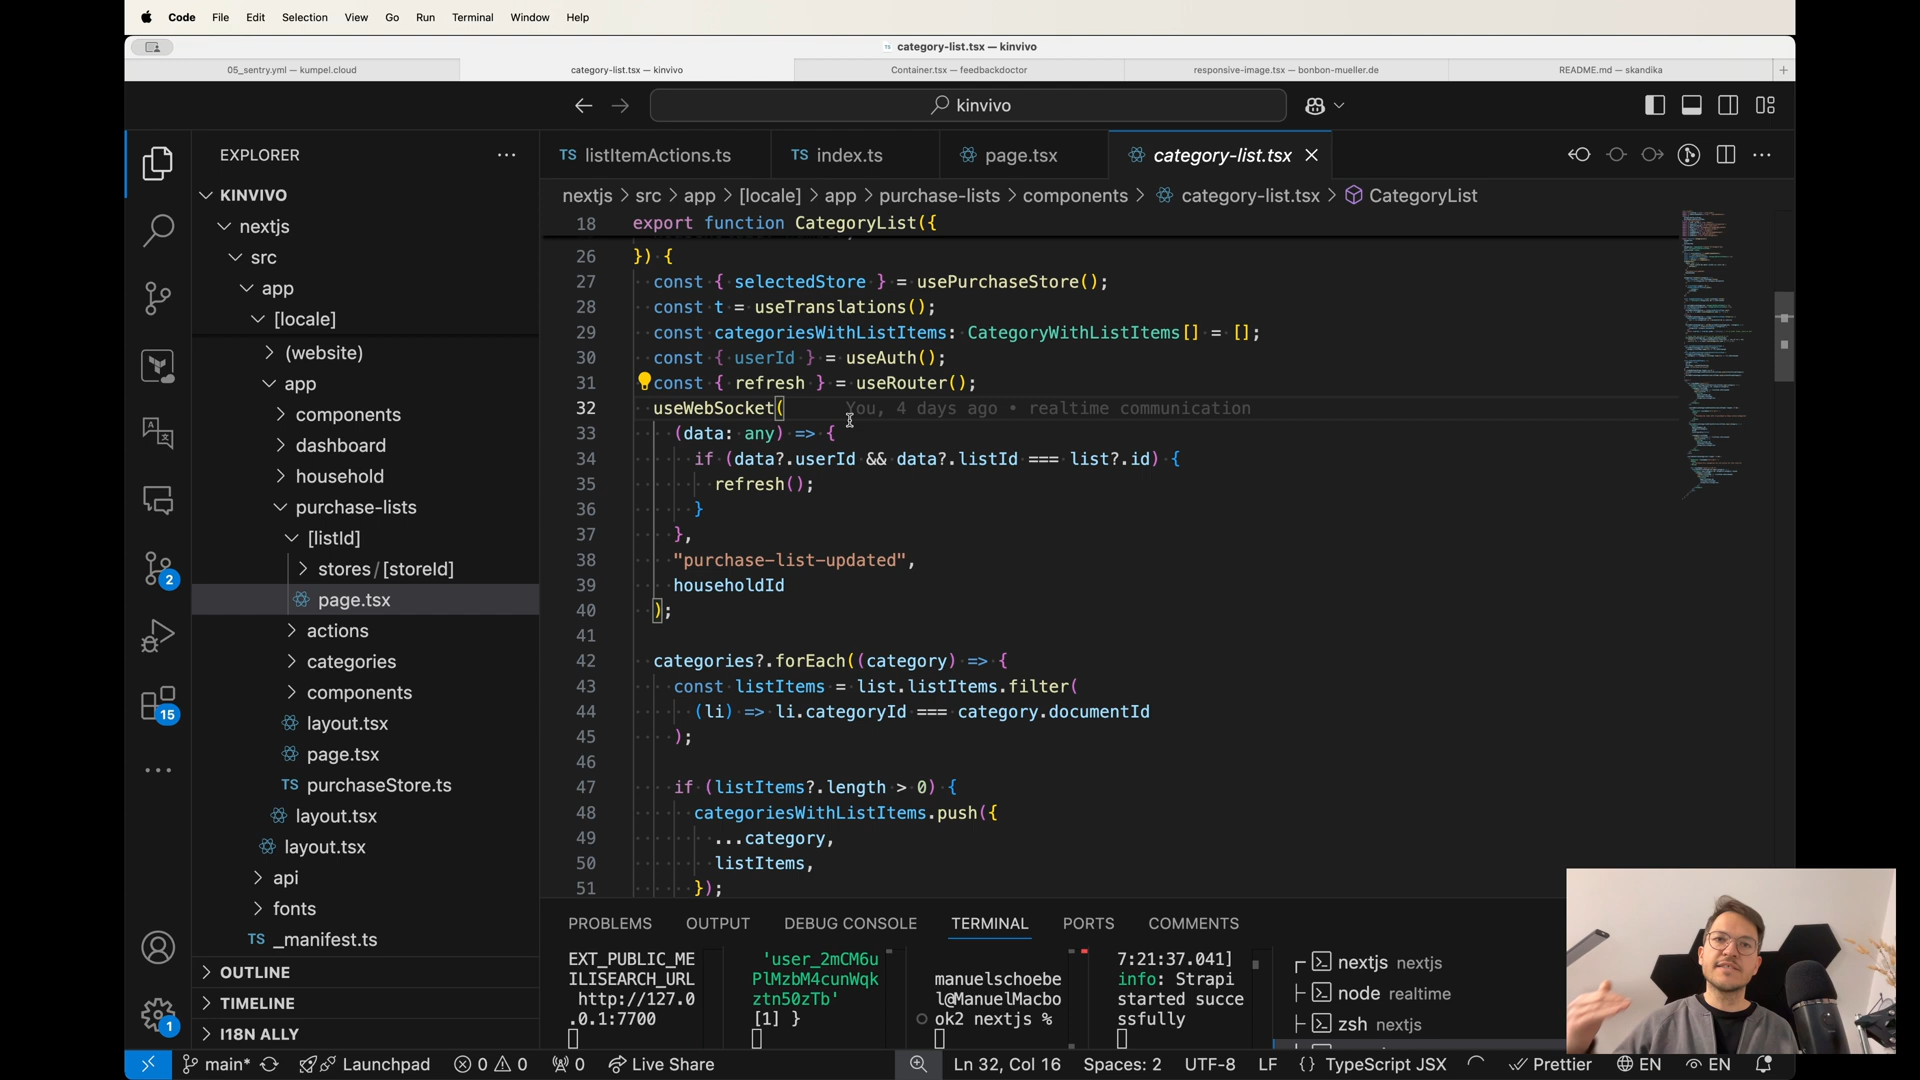 Code File Edit Selection View Go Run Terminal Window Help
category-list.tsx — kinvivo
05_sentry.yml — kumpel.cloud category-list.tsx — kinvivo Container.tsx — feedbackdoctor responsive-image.tsx — bonbon-mueller.de README.md — skandika
kinvivo
EXPLORER
KINVIVO
nextjs
src
app
[locale]
(website)
app
components
dashboard
household
purchase-lists
[listId]
stores/[storeId]
page.tsx
actions
categories
components
layout.tsx
page.tsx
TS purchaseStore.ts
layout.tsx
layout.tsx
api
fonts
TS _manifest.ts
OUTLINE
TIMELINE
I18N ALLY
2
15
1
TS listItemActions.ts TS index.ts page.tsx category-list.tsx
nextjs > src > app > [locale] > app > purchase-lists > components > category-list.tsx > CategoryList
18 export function CategoryList({
26 }) {
27 const { selectedStore } = usePurchaseStore();
28 const t = useTranslations();
29 const categoriesWithListItems: CategoryWithListItems[] = [];
30 const { userId } = useAuth();
31 const { refresh } = useRouter();
32 useWebSocket( You, 4 days ago • realtime communication
33 (data: any) => {
34 if (data?.userId && data?.listId === list?.id) {
35 refresh();
36 }
37 },
38 "purchase-list-updated",
39 householdId
40 );
41
42 categories?.forEach((category) => {
43 const listItems = list.listItems.filter(
44 (li) => li.categoryId === category.documentId
45 );
46
47 if (listItems?.length > 0) {
48 categoriesWithListItems.push({
49 ...category,
50 listItems,
51 });
PROBLEMS OUTPUT DEBUG CONSOLE TERMINAL PORTS COMMENTS
EXT_PUBLIC_ME
ILISEARCH_URL
http://127.0
.0.1:7700
'user_2mCM6u
PlMzbM4cunWqk
ztn50zTb'
[1] }
manuelschoebe
l@ManuelMacbo
ok2 nextjs %
7:21:37.041]
info: Strapi
started succe
ssfully
nextjs nextjs
node realtime
zsh nextjs
main* Launchpad 0 0 0 Live Share Ln 32, Col 16 Spaces: 2 UTF-8 LF {} TypeScript JSX Prettier EN EN